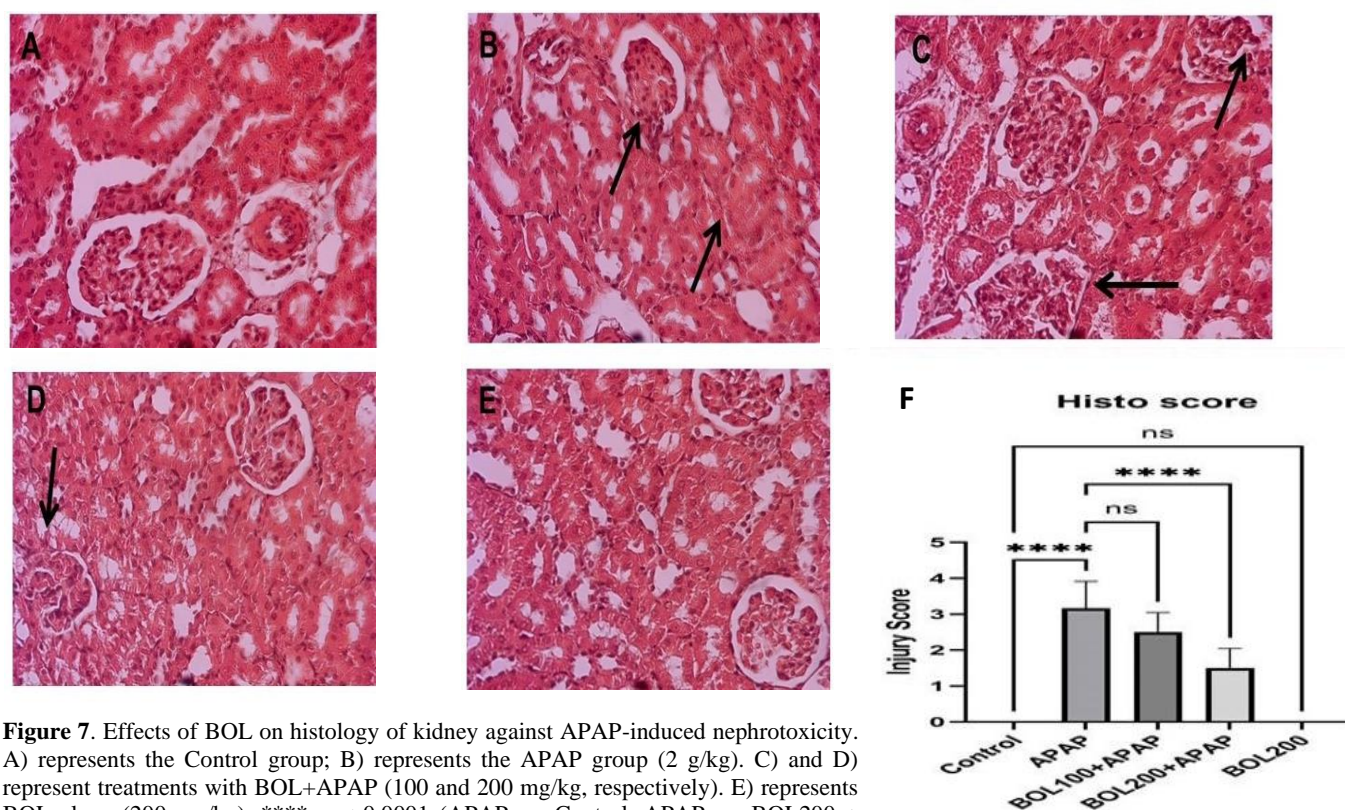 A
B
C
D
E
F
Histo score
ns
****
ns
****
5
4
3
2
1
0
Injury Score
Control
APAP
BOL100+APAP
BOL200+APAP
BOL200
Figure 7. Effects of BOL on histology of kidney against APAP-induced nephrotoxicity.
A) represents the Control group; B) represents the APAP group (2 g/kg). C) and D)
represent treatments with BOL+APAP (100 and 200 mg/kg, respectively). E) represents